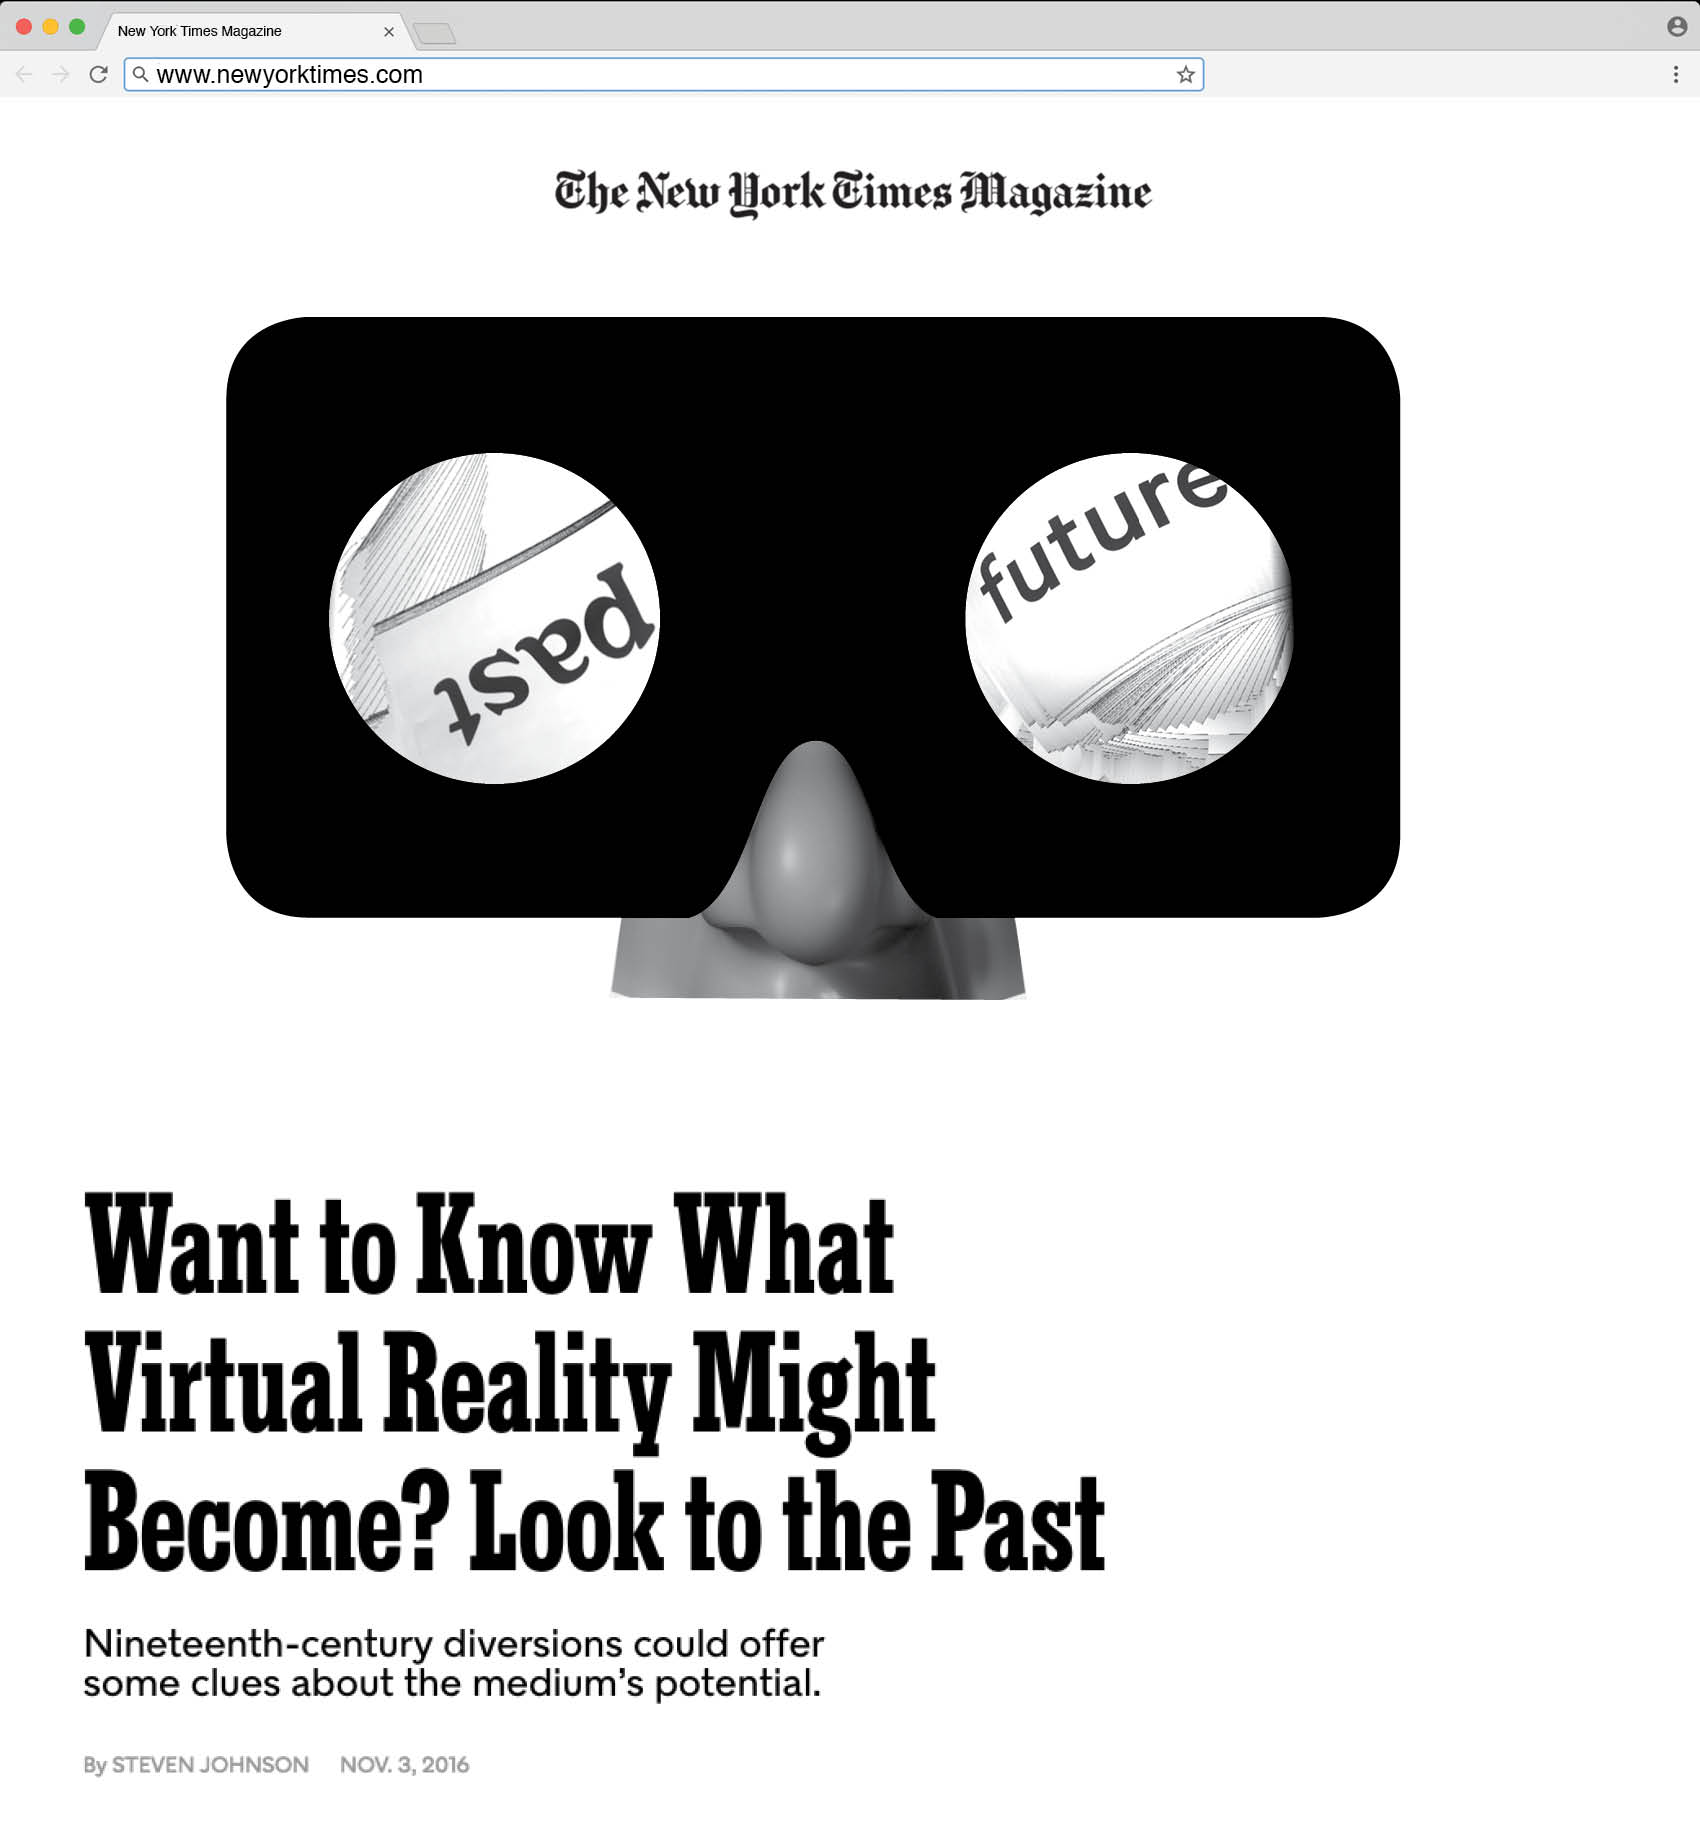 New York Times Magazine
www.newyorktimes.com
The New York Times Magazine
past
future
Want to Know What
Virtual Reality Might
Become? Look to the Past
Nineteenth-century diversions could offer
some clues about the medium's potential.
By STEVEN JOHNSON NOV. 3, 2016